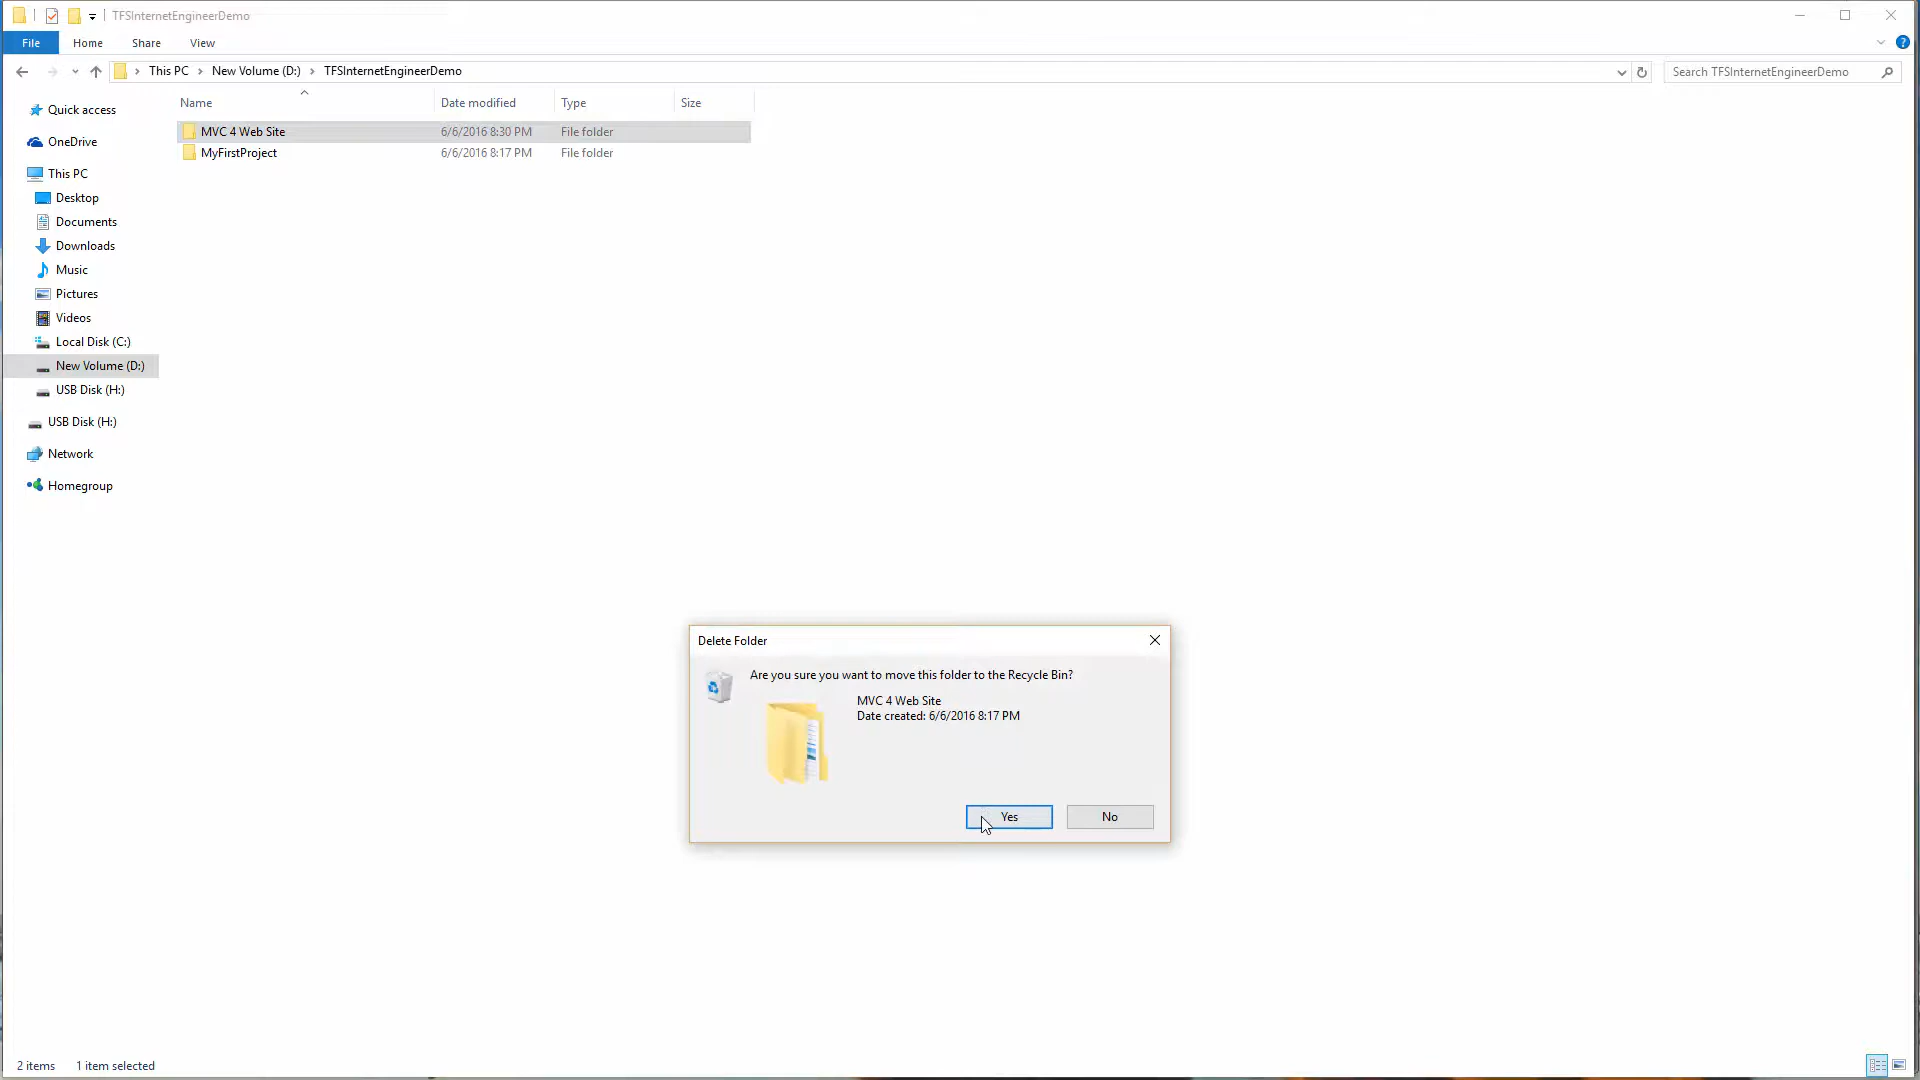 TFSInternetEngineerDemo
File Home Share View
This PC New Volume (D:) TFSInternetEngineerDemo Search TFSInternetEngineerDemo
Name Date modified Type Size
MVC 4 Web Site 6/6/2016 8:30 PM File folder
MyFirstProject 6/6/2016 8:17 PM File folder
Quick access
OneDrive
This PC
Desktop
Documents
Downloads
Music
Pictures
Videos
Local Disk (C:)
New Volume (D:)
USB Disk (H:)
USB Disk (H:)
Network
Homegroup
Delete Folder
Are you sure you want to move this folder to the Recycle Bin?
MVC 4 Web Site
Date created: 6/6/2016 8:17 PM
Yes No
2 items 1 item selected